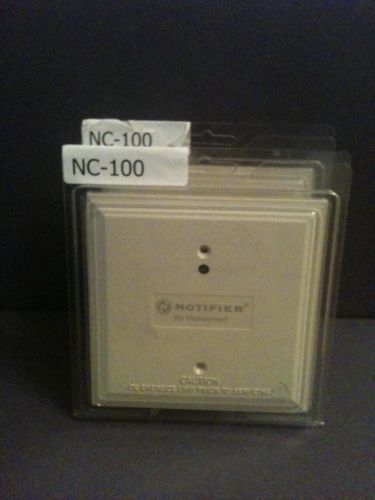 NC-100
NC-100
NOTIFIER®
by Honeywell
CAUTION